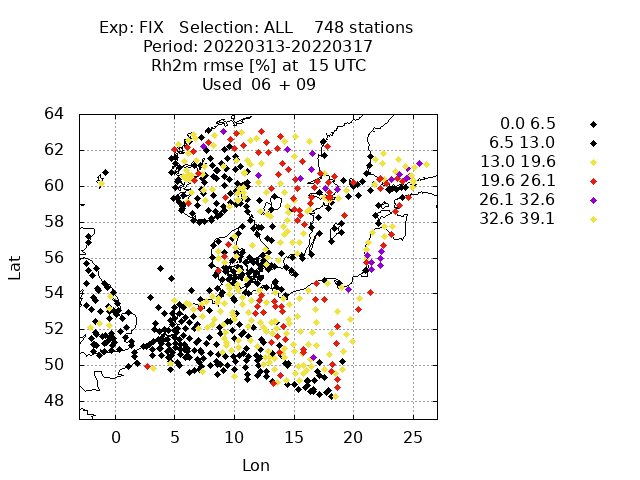 Exp: FIX   Selection: ALL    748 stations
Period: 20220313-20220317
Rh2m rmse [%] at  15 UTC
Used  06 + 09
64
62
60
58
56
54
52
50
48
Lat
0 5 10 15 20 25
Lon
0.0 6.5
6.5 13.0
13.0 19.6
19.6 26.1
26.1 32.6
32.6 39.1